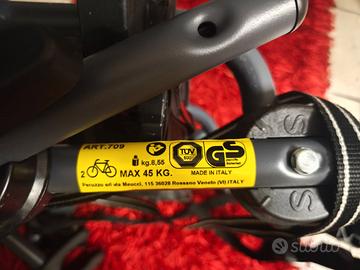 ART.709
kg.8,55
TÜV
GS
2 MAX 45 KG.
MADE IN ITALY
Peruzzo srl via Meucci, 115 36028 Rossano Veneto (VI) ITALY
subito